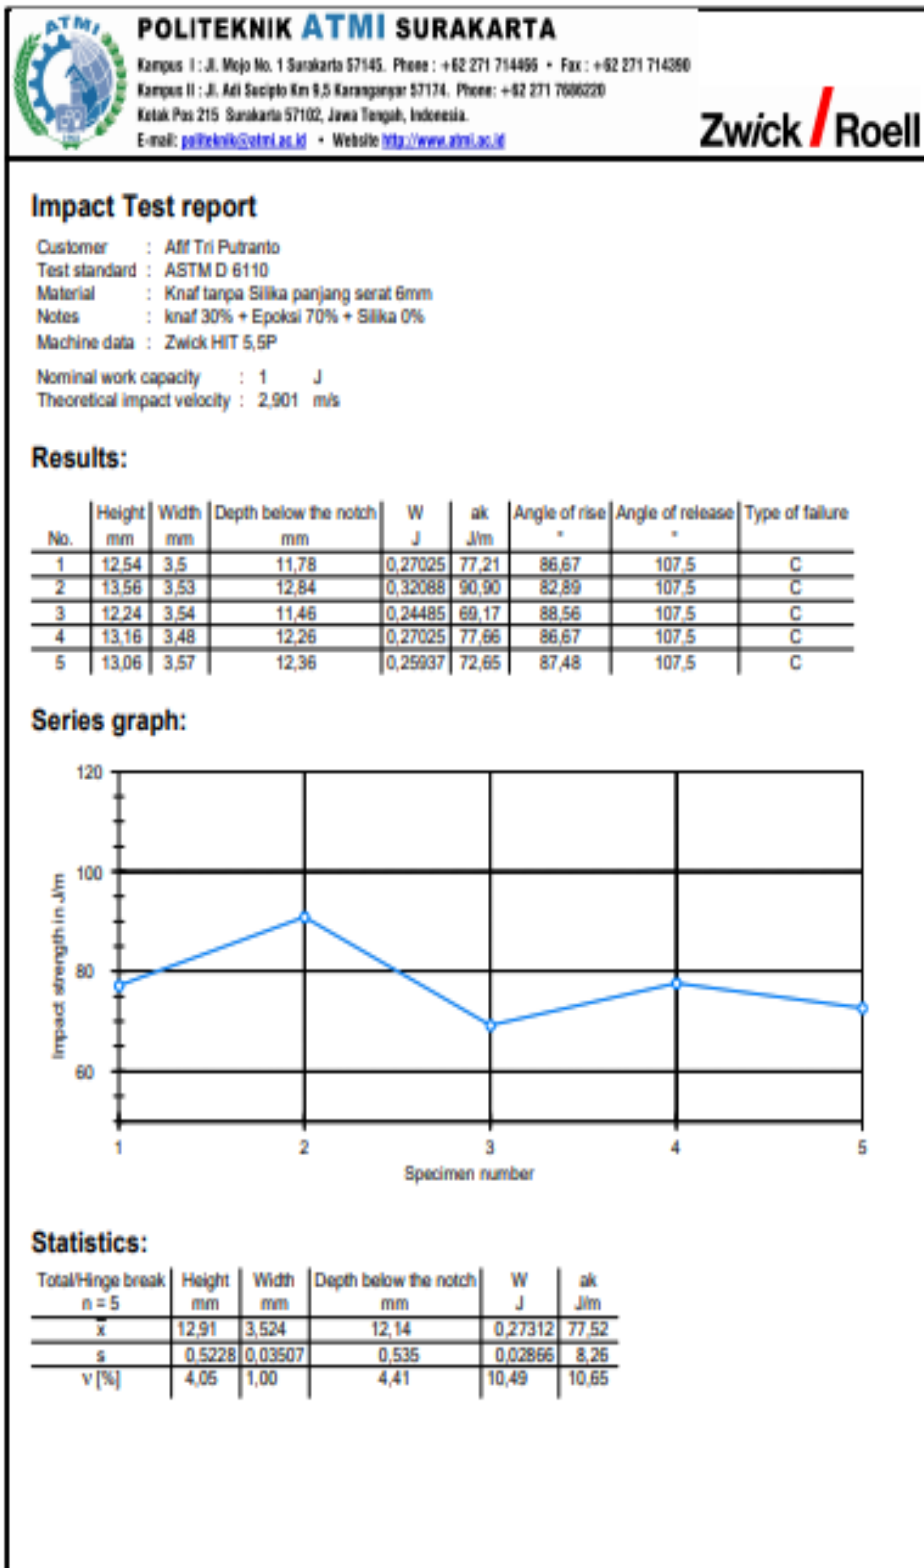 ATMI
POLITEKNIK ATMI SURAKARTA
Kampus I : Jl. Mojo No. 1 Surakarta 57145. Phone : +62 271 714466 • Fax : +62 271 714390
Kampus II : Jl. Adi Sucipto Km 9,5 Karanganyar 57174. Phone: +62 271 7686220
Kotak Pos 215 Surakarta 57102, Jawa Tengah, Indonesia.
E-mail: politeknik@atmi.ac.id • Website http://www.atmi.ac.id
Zwick / Roell
Impact Test report
Customer : Afif Tri Putranto
Test standard : ASTM D 6110
Material : Knaf tanpa Silika panjang serat 6mm
Notes : knaf 30% + Epoksi 70% + Silika 0%
Machine data : Zwick HIT 5,5P
Nominal work capacity : 1 J
Theoretical impact velocity : 2,901 m/s
Results:
Height Width Depth below the notch W ak Angle of rise Angle of release Type of failure
No. mm mm mm J J/m ° °
1 12,54 3,5 11,78 0,27025 77,21 86,67 107,5 C
2 13,56 3,53 12,84 0,32088 90,90 82,89 107,5 C
3 12,24 3,54 11,46 0,24485 69,17 88,56 107,5 C
4 13,16 3,48 12,26 0,27025 77,66 86,67 107,5 C
5 13,06 3,57 12,36 0,25937 72,65 87,48 107,5 C
Series graph:
120
100
80
60
Impact strength in J/m
1 2 3 4 5
Specimen number
Statistics:
Total/Hinge break Height Width Depth below the notch W ak
n = 5 mm mm mm J J/m
x̄ 12,91 3,524 12,14 0,27312 77,52
s 0,5228 0,03507 0,535 0,02866 8,26
ν [%] 4,05 1,00 4,41 10,49 10,65